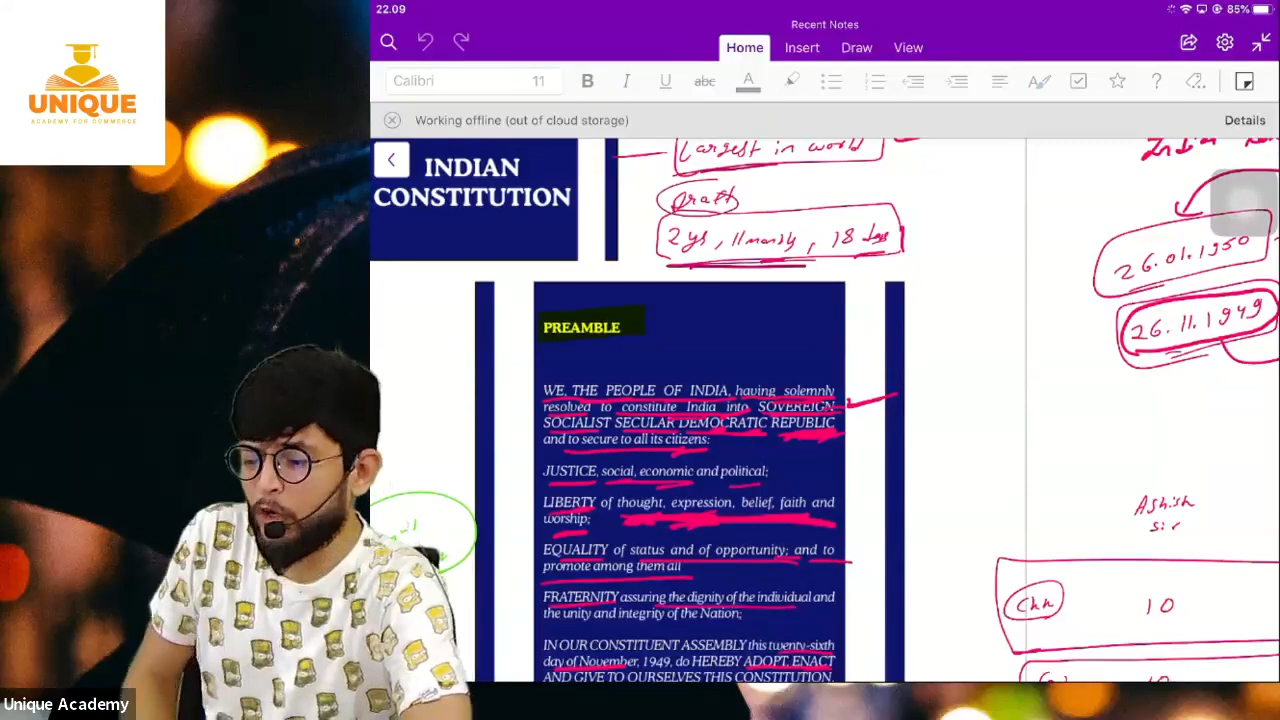 22.09
85%
Recent Notes
Home
Insert
Draw
View
Calibri
11
B
I
U
abc
A
?
Working offline (out of cloud storage)
Details
UNIQUE
ACADEMY FOR COMMERCE
INDIAN
CONSTITUTION
Largest in world
Draft
2 ys, 11 months, 18 days
Indian
26.01.1950
26.11.1949
PREAMBLE
WE, THE PEOPLE OF INDIA, having solemnly
resolved to constitute India into SOVEREIGN
SOCIALIST SECULAR DEMOCRATIC REPUBLIC
and to secure to all its citizens:
JUSTICE, social, economic and political;
LIBERTY of thought, expression, belief, faith and
worship;
EQUALITY of status and of opportunity; and to
promote among them all
FRATERNITY assuring the dignity of the individual and
the unity and integrity of the Nation;
IN OUR CONSTITUENT ASSEMBLY this twenty-sixth
day of November, 1949, do HEREBY ADOPT, ENACT
AND GIVE TO OURSELVES THIS CONSTITUTION.
Ashish
Sir
10
Unique Academy